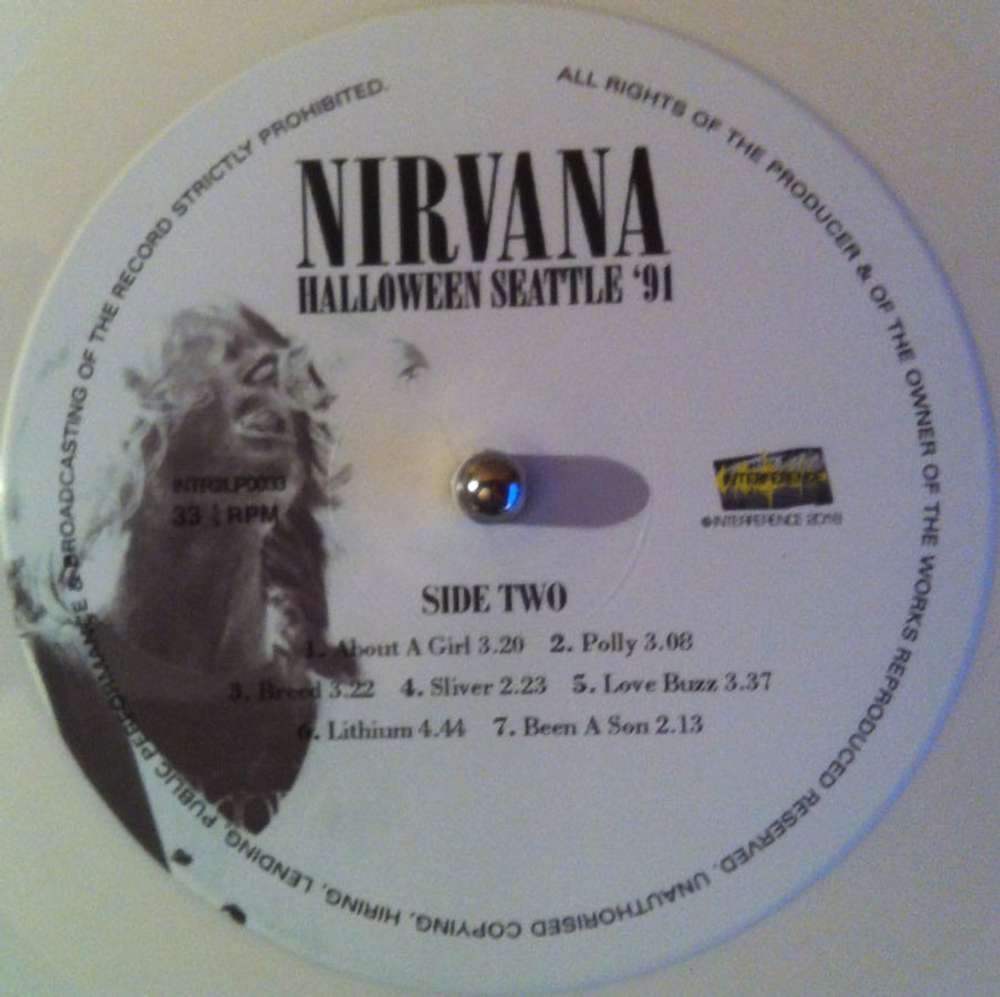 NIRVANA
HALLOWEEN SEATTLE ‘91
INTERFERENCE
©INTERFERENCE 2018
33 ⅓ RPM
SIDE TWO
1. About A Girl 3.20 2. Polly 3.08
3. Breed 3.22 4. Sliver 2.23 5. Love Buzz 3.37
6. Lithium 4.44 7. Been A Son 2.13
ALL RIGHTS OF THE PRODUCER & OF THE OWNER OF THE WORKS REPRODUCED RESERVED. UNAUTHORISED COPYING, HIRING, LENDING, PUBLIC PERFORMANCE & BROADCASTING OF THE RECORD STRICTLY PROHIBITED.